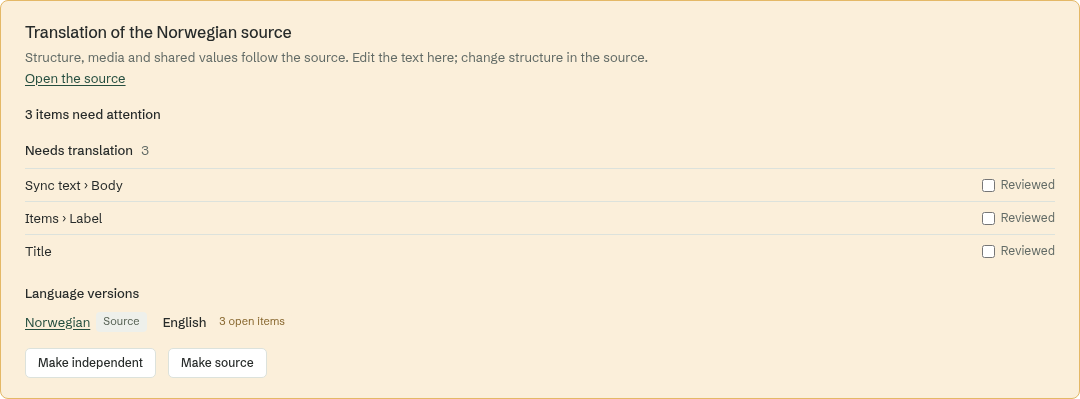 Translation of the Norwegian source
Structure, media and shared values follow the source. Edit the text here; change structure in the source.
Open the source
3 items need attention
Needs translation 3
Sync text › Body Reviewed
Items › Label Reviewed
Title Reviewed
Language versions
Norwegian Source English 3 open items
Make independent Make source